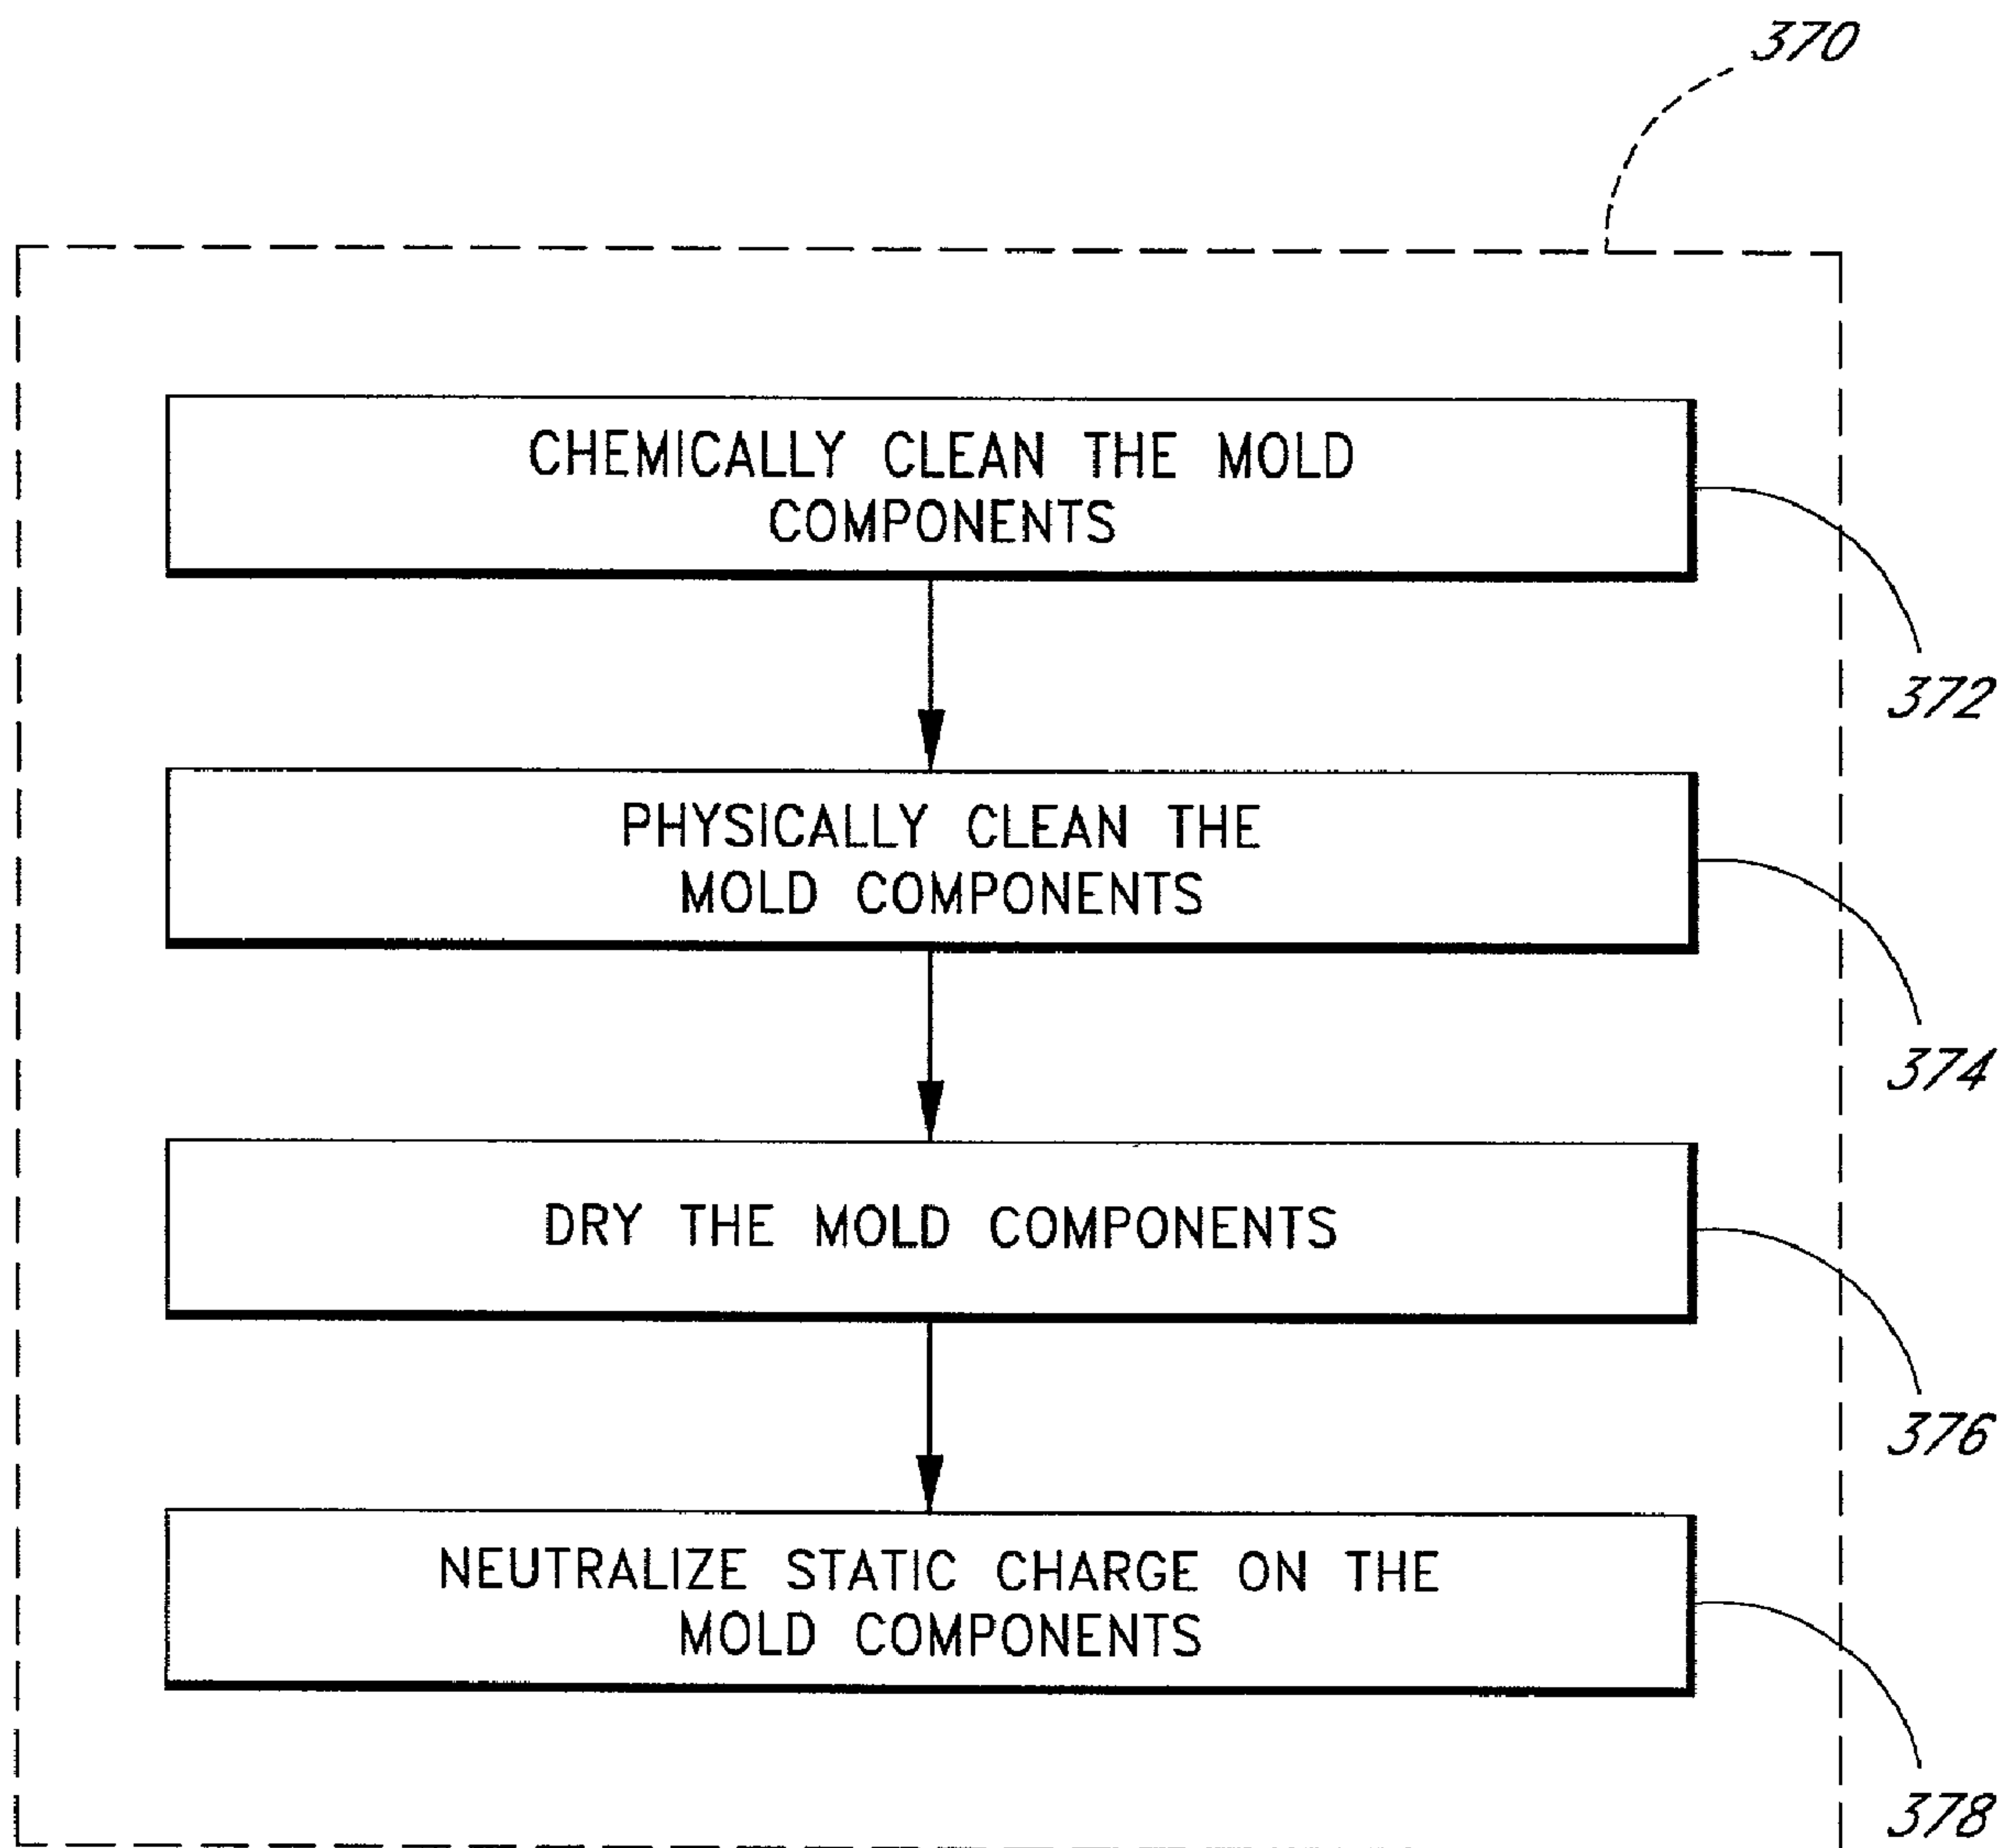 370
CHEMICALLY CLEAN THE MOLD
COMPONENTS
372
PHYSICALLY CLEAN THE
MOLD COMPONENTS
374
DRY THE MOLD COMPONENTS
376
NEUTRALIZE STATIC CHARGE ON THE
MOLD COMPONENTS
378